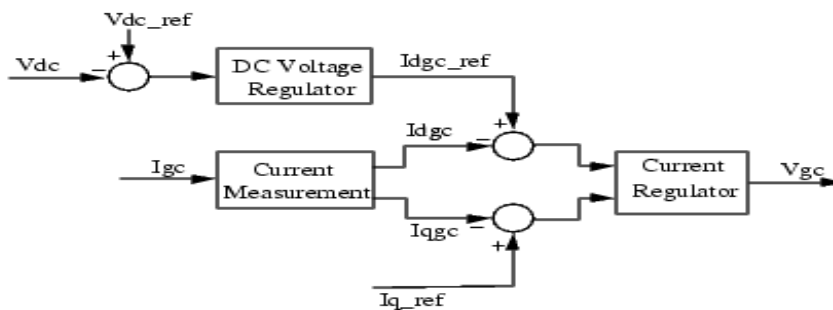 Vdc_ref
+
Vdc
−
DC Voltage
Regulator
Idgc_ref
+
−
Idgc
Igc
Current
Measurement
Current
Regulator
Vgc
Iqgc
−
+
Iq_ref